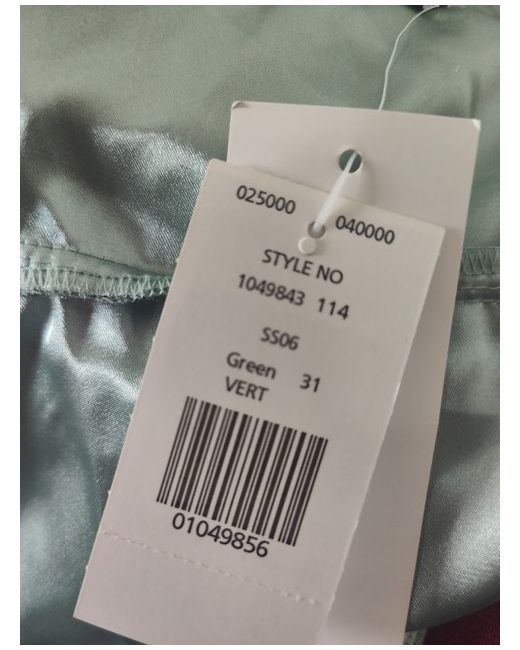 025000 040000
STYLE NO
1049843 114
SS06
Green 31
VERT
01049856